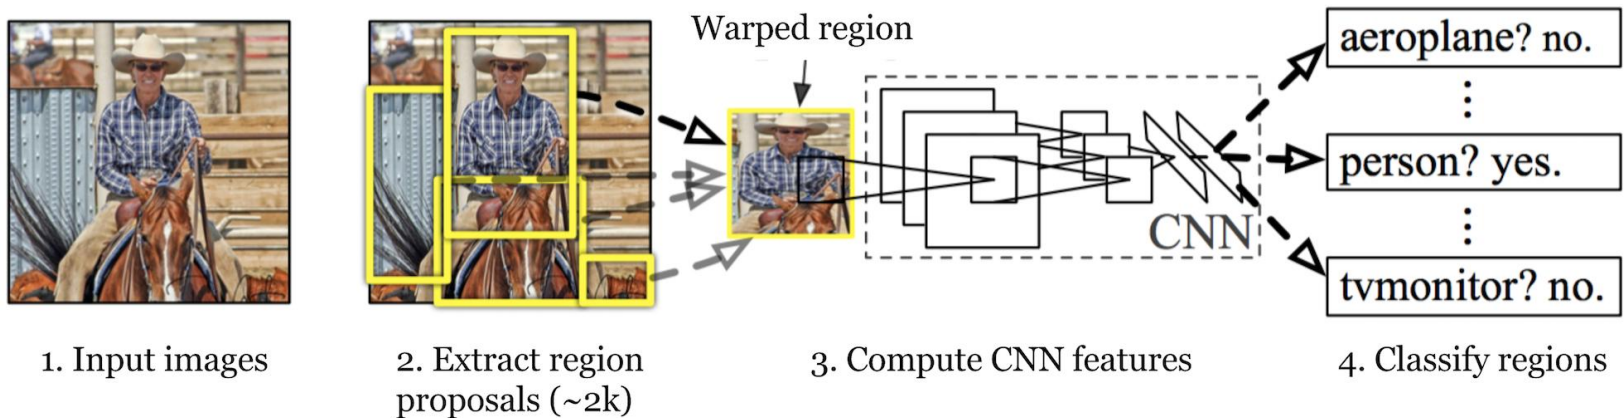 Warped region
aeroplane? no.
person? yes.
CNN
tvmonitor? no.
1. Input images
2. Extract region
proposals (~2k)
3. Compute CNN features
4. Classify regions